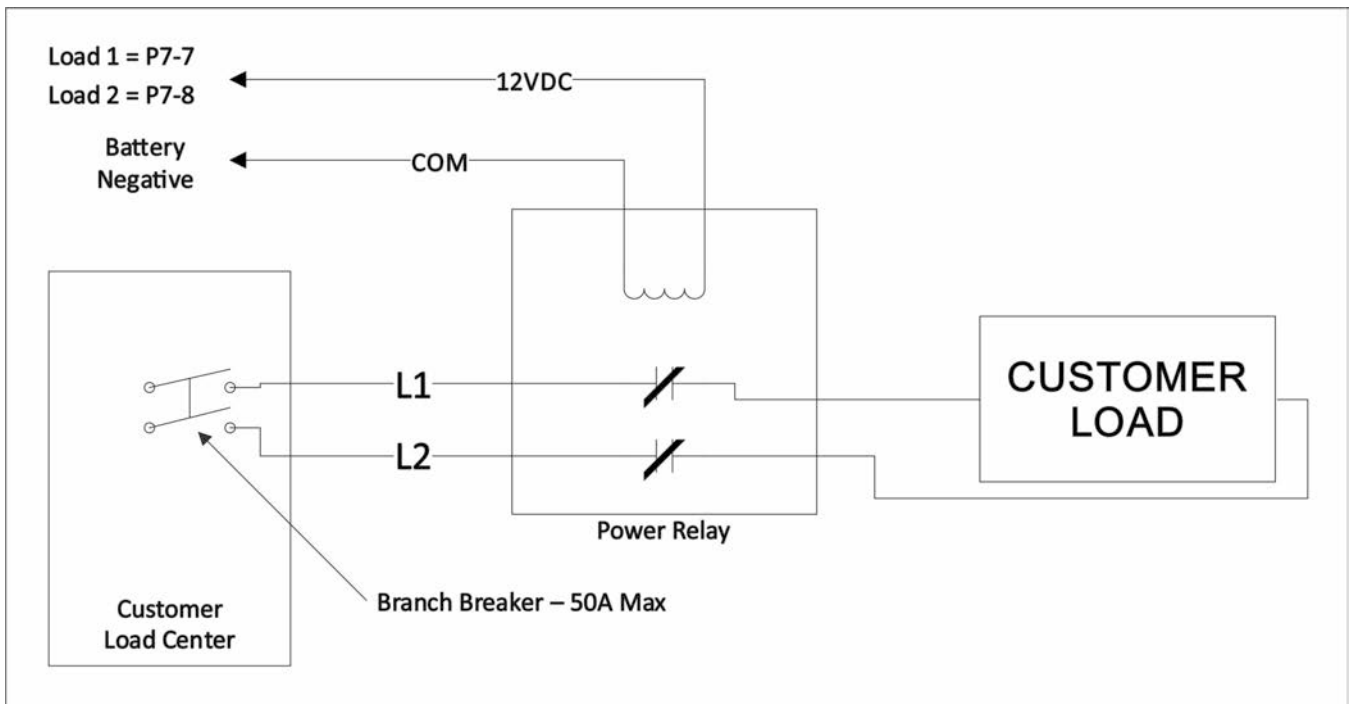 Load 1 = P7-7
Load 2 = P7-8
12VDC
Battery
Negative
COM
L1
L2
CUSTOMER
LOAD
Power Relay
Branch Breaker – 50A Max
Customer
Load Center